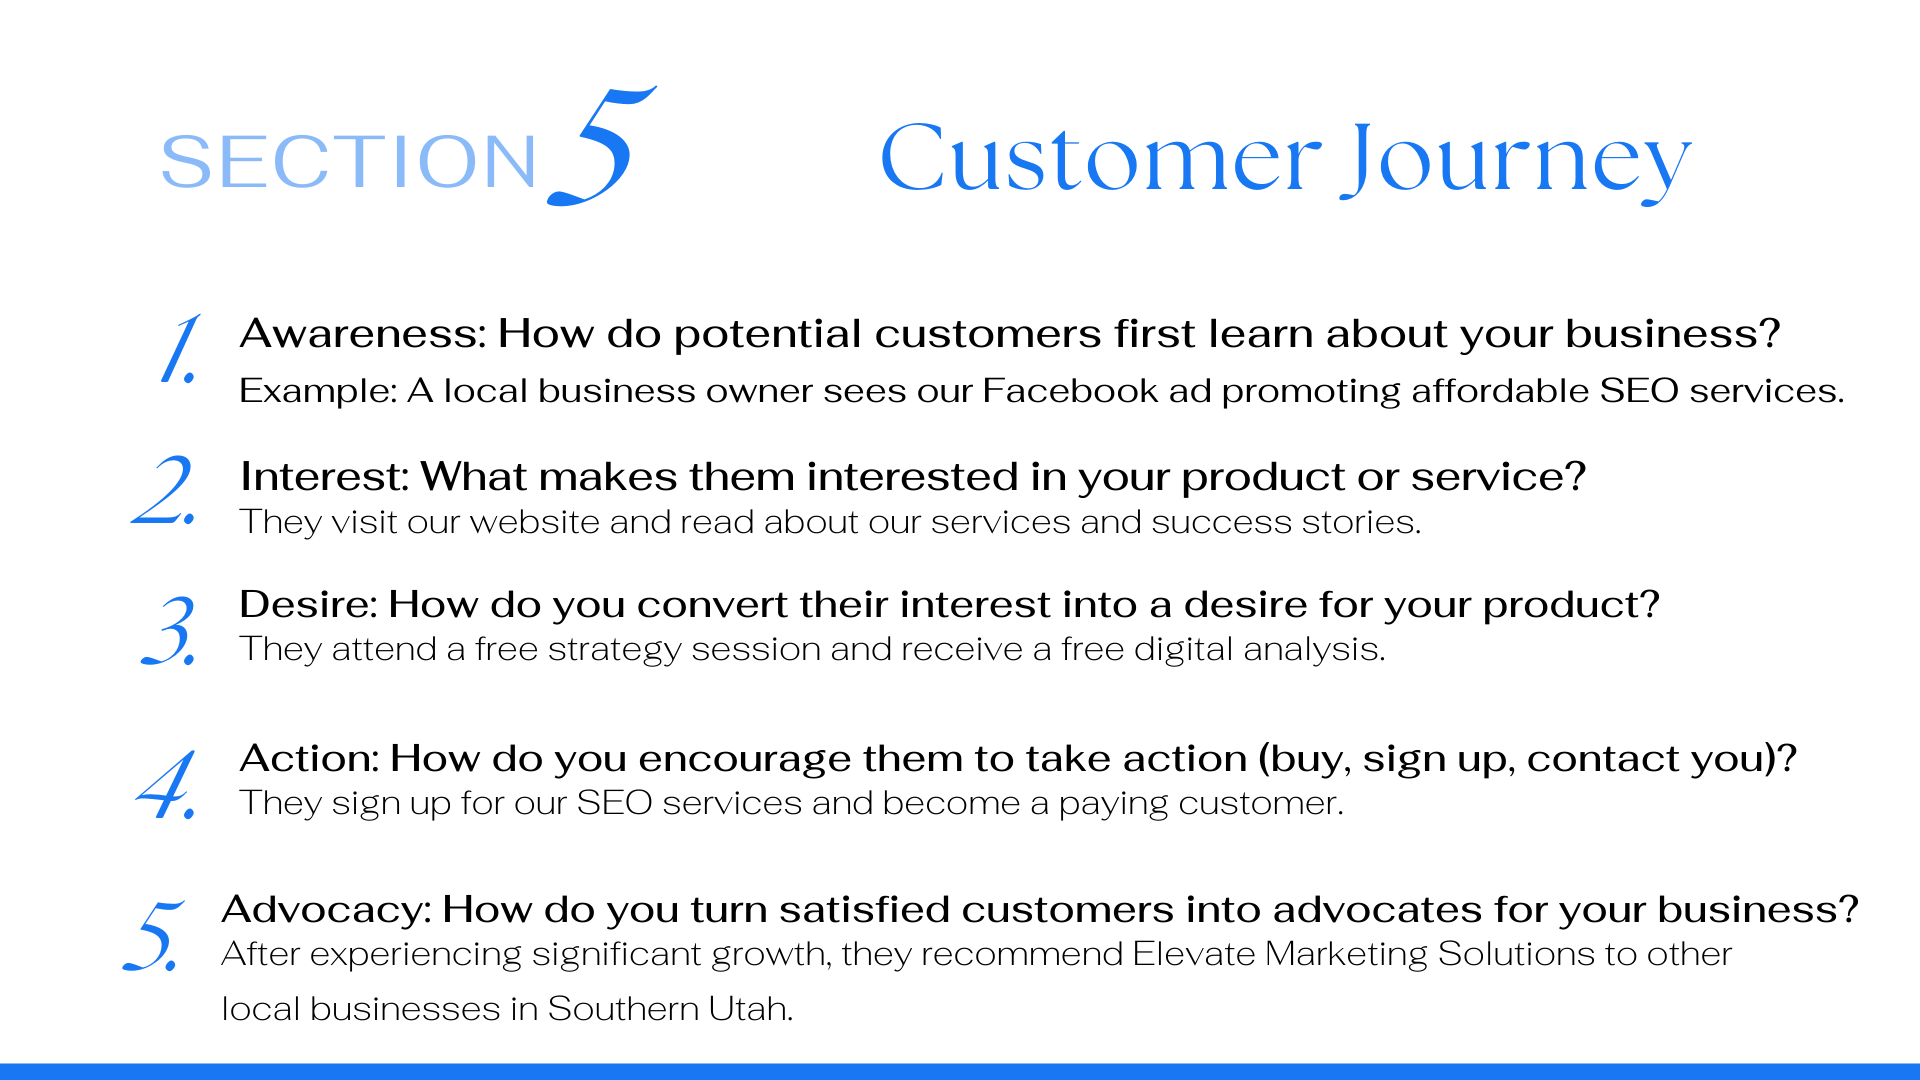 SECTION 5
Customer Journey
1. Awareness: How do potential customers first learn about your business?
Example: A local business owner sees our Facebook ad promoting affordable SEO services.
2. Interest: What makes them interested in your product or service?
They visit our website and read about our services and success stories.
3. Desire: How do you convert their interest into a desire for your product?
They attend a free strategy session and receive a free digital analysis.
4. Action: How do you encourage them to take action (buy, sign up, contact you)?
They sign up for our SEO services and become a paying customer.
5. Advocacy: How do you turn satisfied customers into advocates for your business?
After experiencing significant growth, they recommend Elevate Marketing Solutions to other
local businesses in Southern Utah.